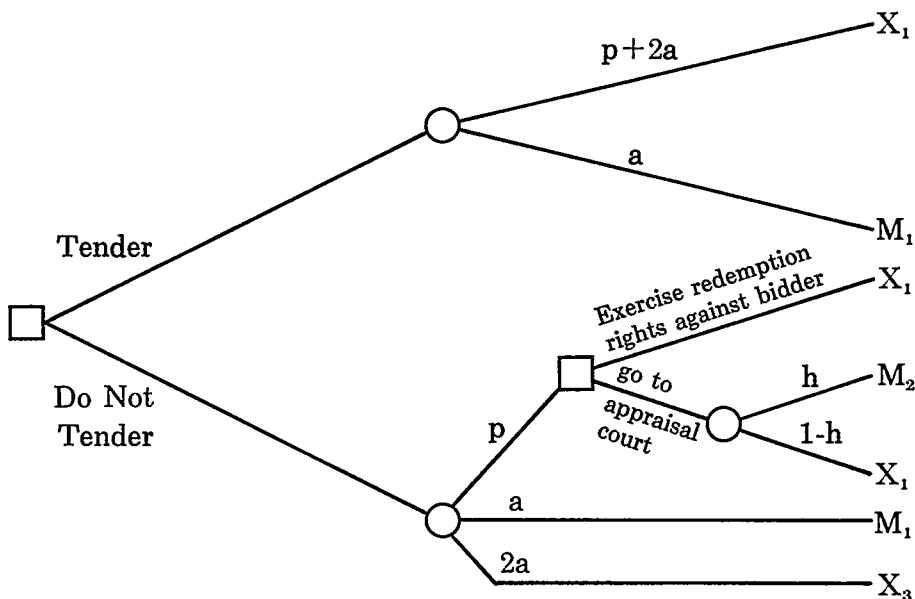 p+2a
X₁
a
M₁
Tender
Exercise redemption
rights against bidder
X₁
Do Not
Tender
p
go to
appraisal
court
h
M₂
1-h
X₁
a
M₁
2a
X₃